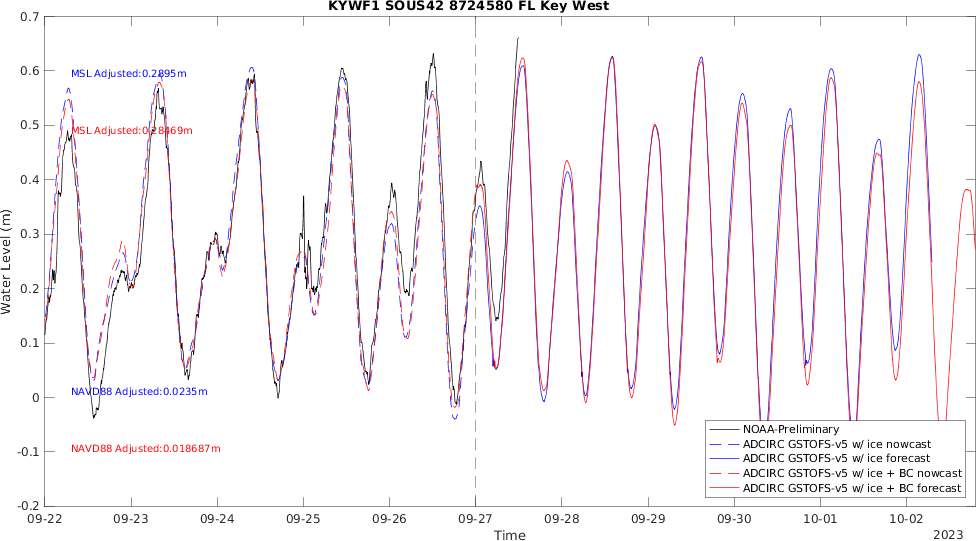 KYWF1 SOUS42 8724580 FL Key West
0.7
0.6
0.5
0.4
0.3
0.2
0.1
0
-0.1
-0.2
Water Level (m)
MSL Adjusted:0.2895m
MSL Adjusted:0.28469m
NAVD88 Adjusted:0.0235m
NAVD88 Adjusted:0.018687m
NOAA-Preliminary
ADCIRC GSTOFS-v5 w/ ice nowcast
ADCIRC GSTOFS-v5 w/ ice forecast
ADCIRC GSTOFS-v5 w/ ice + BC nowcast
ADCIRC GSTOFS-v5 w/ ice + BC forecast
09-22 09-23 09-24 09-25 09-26 09-27 09-28 09-29 09-30 10-01 10-02
Time
2023